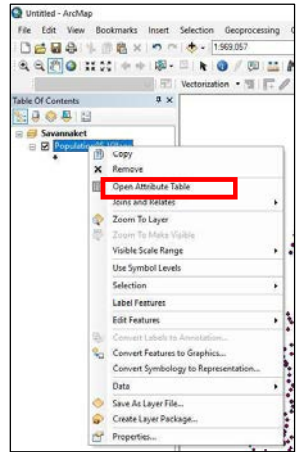 Untitled - ArcMap
File Edit View Bookmarks Insert Selection Geoprocessing
1:969,057
Vectorization
Table Of Contents
Savannaket
Copy
Remove
Open Attribute Table
Joins and Relates
Zoom To Layer
Zoom To Make Visible
Visible Scale Range
Use Symbol Levels
Selection
Label Features
Edit Features
Convert Labels to Annotation...
Convert Features to Graphics...
Convert Symbology to Representation...
Data
Save As Layer File...
Create Layer Package...
Properties...